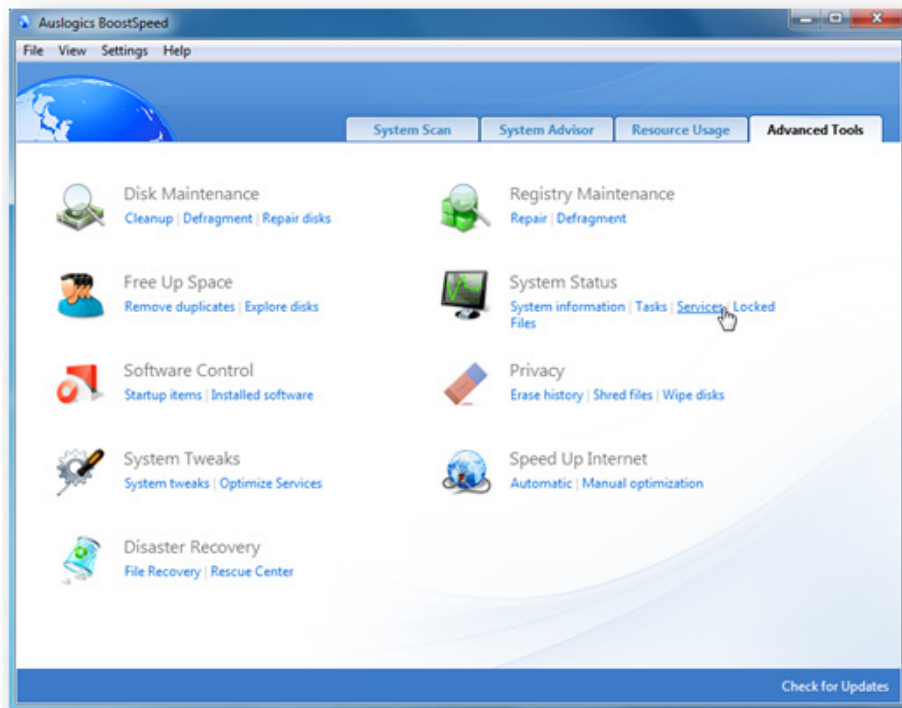 Auslogics BoostSpeed
File View Settings Help
System Scan System Advisor Resource Usage Advanced Tools
Disk Maintenance
Cleanup | Defragment | Repair disks
Registry Maintenance
Repair | Defragment
Free Up Space
Remove duplicates | Explore disks
System Status
System information | Tasks | Services | Locked
Files
Software Control
Startup items | Installed software
Privacy
Erase history | Shred files | Wipe disks
System Tweaks
System tweaks | Optimize Services
Speed Up Internet
Automatic | Manual optimization
Disaster Recovery
File Recovery | Rescue Center
Check for Updates